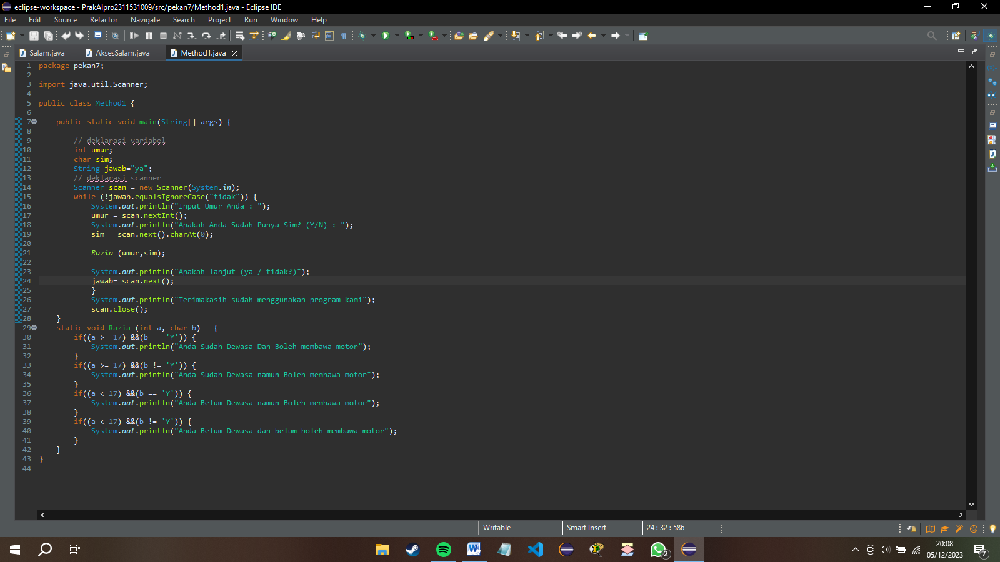 eclipse-workspace - PrakAlpro2311531009/src/pekan7/Method1.java - Eclipse IDE
File Edit Source Refactor Navigate Search Project Run Window Help
Salam.java AksesSalam.java Method1.java
1 package pekan7;
2
3 import java.util.Scanner;
4
5 public class Method1 {
6
7 public static void main(String[] args) {
8
9 // deklarasi variabel
10 int umur;
11 char sim;
12 String jawab="ya";
13 // deklarasi scanner
14 Scanner scan = new Scanner(System.in);
15 while (!jawab.equalsIgnoreCase("tidak")) {
16 System.out.println("Input Umur Anda : ");
17 umur = scan.nextInt();
18 System.out.println("Apakah Anda Sudah Punya Sim? (Y/N) : ");
19 sim = scan.next().charAt(0);
20
21 Razia (umur,sim);
22
23 System.out.println("Apakah lanjut (ya / tidak?)");
24 jawab= scan.next();
25 }
26 System.out.println("Terimakasih sudah menggunakan program kami");
27 scan.close();
28 }
29 static void Razia (int a, char b) {
30 if((a >= 17) &&(b == 'Y')) {
31 System.out.println("Anda Sudah Dewasa Dan Boleh membawa motor");
32 }
33 if((a >= 17) &&(b != 'Y')) {
34 System.out.println("Anda Sudah Dewasa namun Boleh membawa motor");
35 }
36 if((a < 17) &&(b == 'Y')) {
37 System.out.println("Anda Belum Dewasa namun Boleh membawa motor");
38 }
39 if((a < 17) &&(b != 'Y')) {
40 System.out.println("Anda Belum Dewasa dan belum boleh membawa motor");
41 }
42 }
43 }
44
Writable Smart Insert 24 : 32 : 586
2
20:08
05/12/2023
7